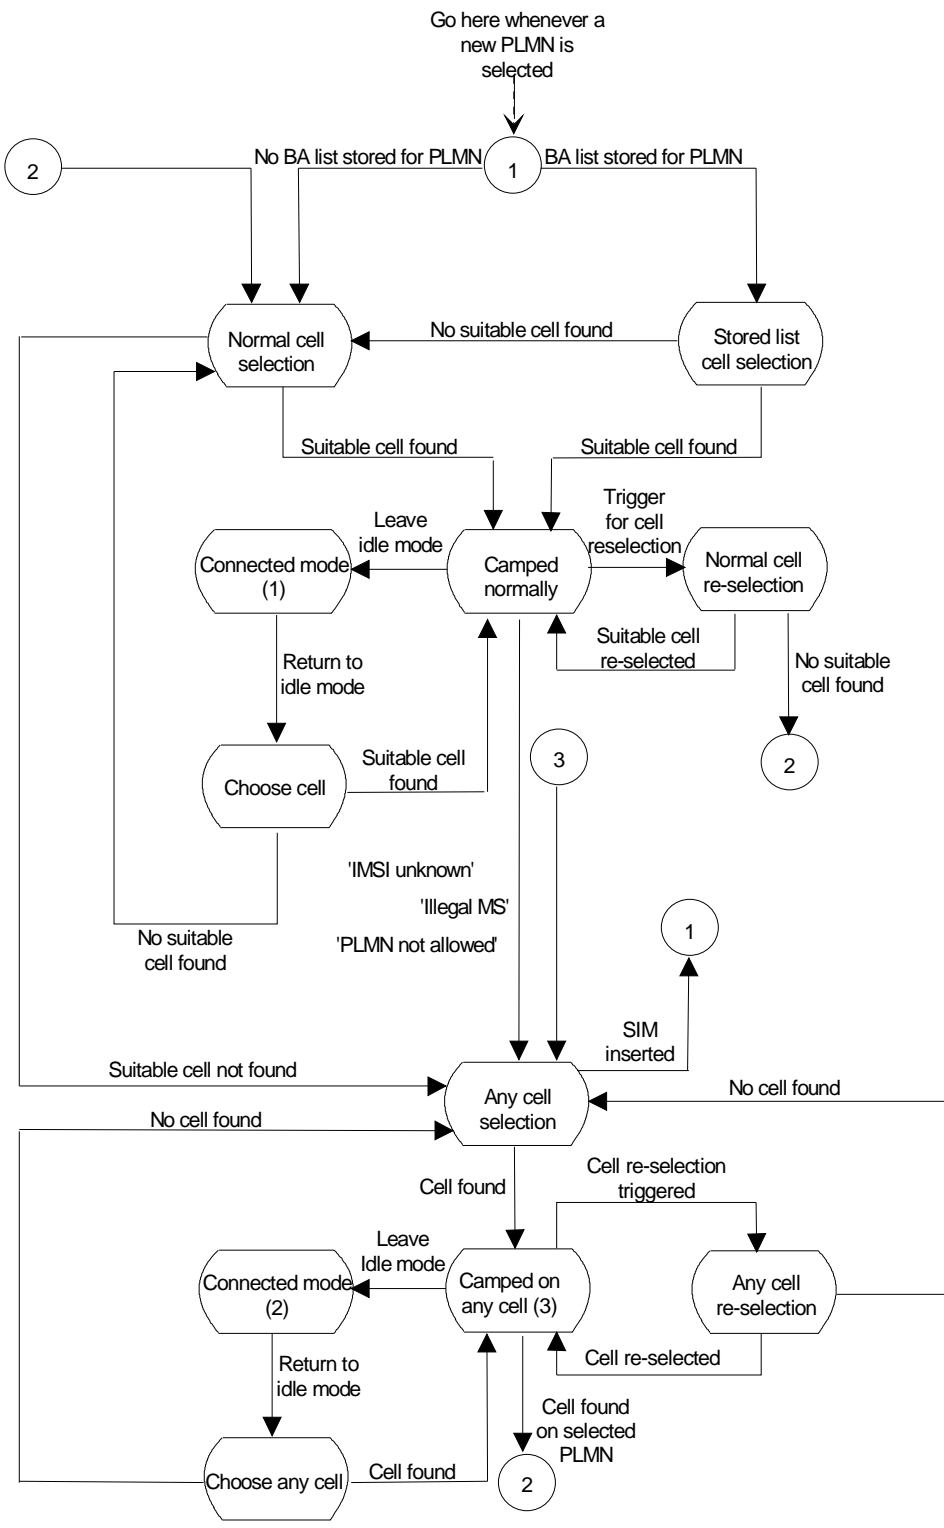 Go here whenever a
new PLMN is
selected
2
No BA list stored for PLMN
1
BA list stored for PLMN
Normal cell
selection
No suitable cell found
Stored list
cell selection
Suitable cell found
Suitable cell found
Leave
idle mode
Trigger
for cell
reselection
Connected mode
(1)
Camped
normally
Normal cell
re-selection
Suitable cell
re-selected
Return to
idle mode
No suitable
cell found
Choose cell
Suitable cell
found
3
2
'IMSI unknown'
'Illegal MS'
'PLMN not allowed'
No suitable
cell found
1
SIM
inserted
Suitable cell not found
Any cell
selection
No cell found
No cell found
Cell found
Cell re-selection
triggered
Leave
Idle mode
Connected mode
(2)
Camped on
any cell (3)
Any cell
re-selection
Cell re-selected
Return to
idle mode
Cell found
on selected
PLMN
Choose any cell
Cell found
2